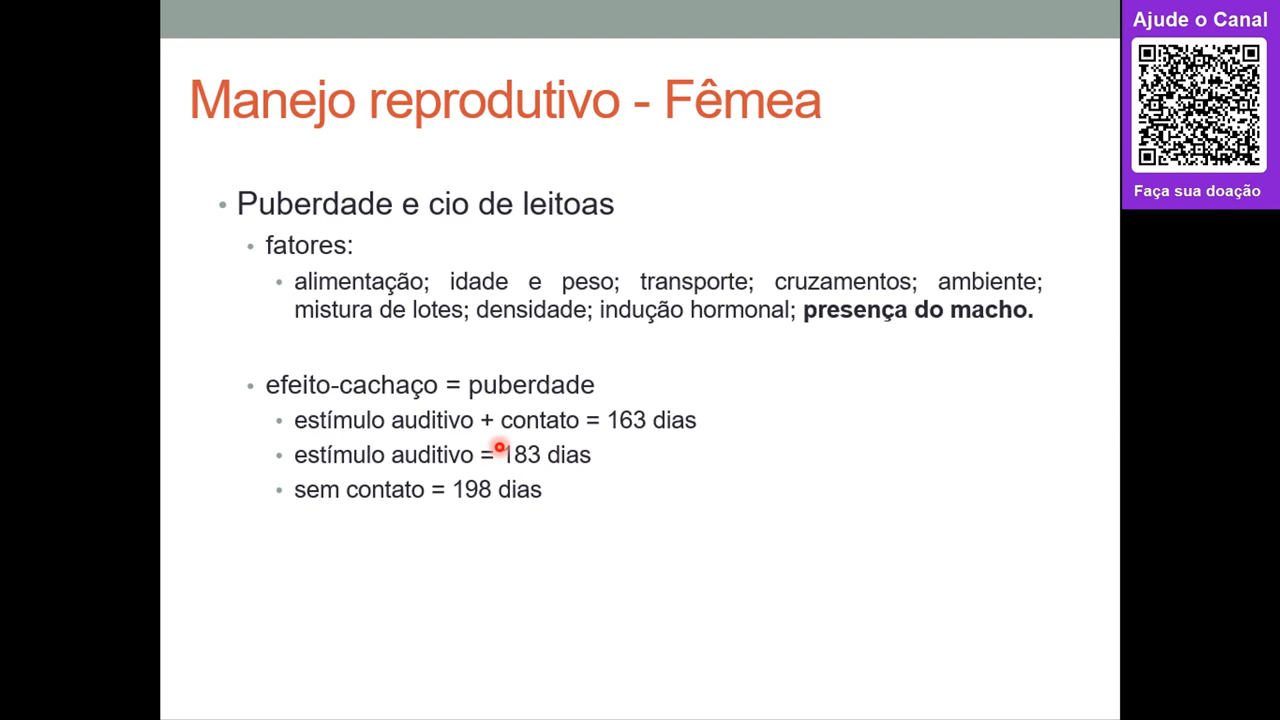 Ajude o Canal
Manejo reprodutivo - Fêmea
Faça sua doação
• Puberdade e cio de leitoas
• fatores:
• alimentação; idade e peso; transporte; cruzamentos; ambiente;
mistura de lotes; densidade; indução hormonal; presença do macho.
• efeito-cachaço = puberdade
• estímulo auditivo + contato = 163 dias
• estímulo auditivo = 183 dias
• sem contato = 198 dias